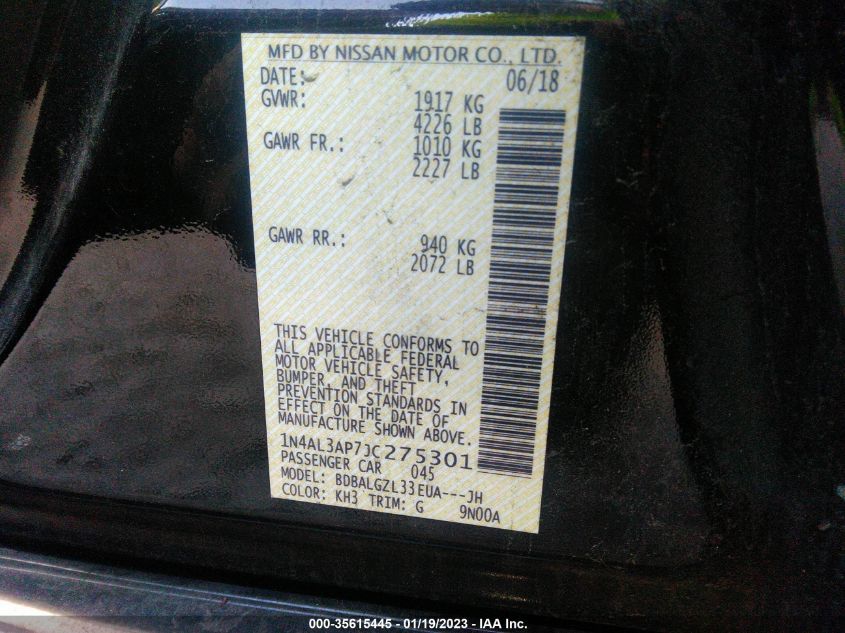 MFD BY NISSAN MOTOR CO., LTD.
DATE: 06/18
GVWR: 1917 KG
4226 LB
GAWR FR.: 1010 KG
2227 LB
GAWR RR.: 940 KG
2072 LB
THIS VEHICLE CONFORMS TO
ALL APPLICABLE FEDERAL
MOTOR VEHICLE SAFETY,
BUMPER, AND THEFT
PREVENTION STANDARDS IN
EFFECT ON THE DATE OF
MANUFACTURE SHOWN ABOVE.
1N4AL3AP7JC275301
PASSENGER CAR 045
MODEL: BDBALGZL33EUA---JH
COLOR: KH3 TRIM: G 9N00A
000-35615445 - 01/19/2023 - IAA Inc.